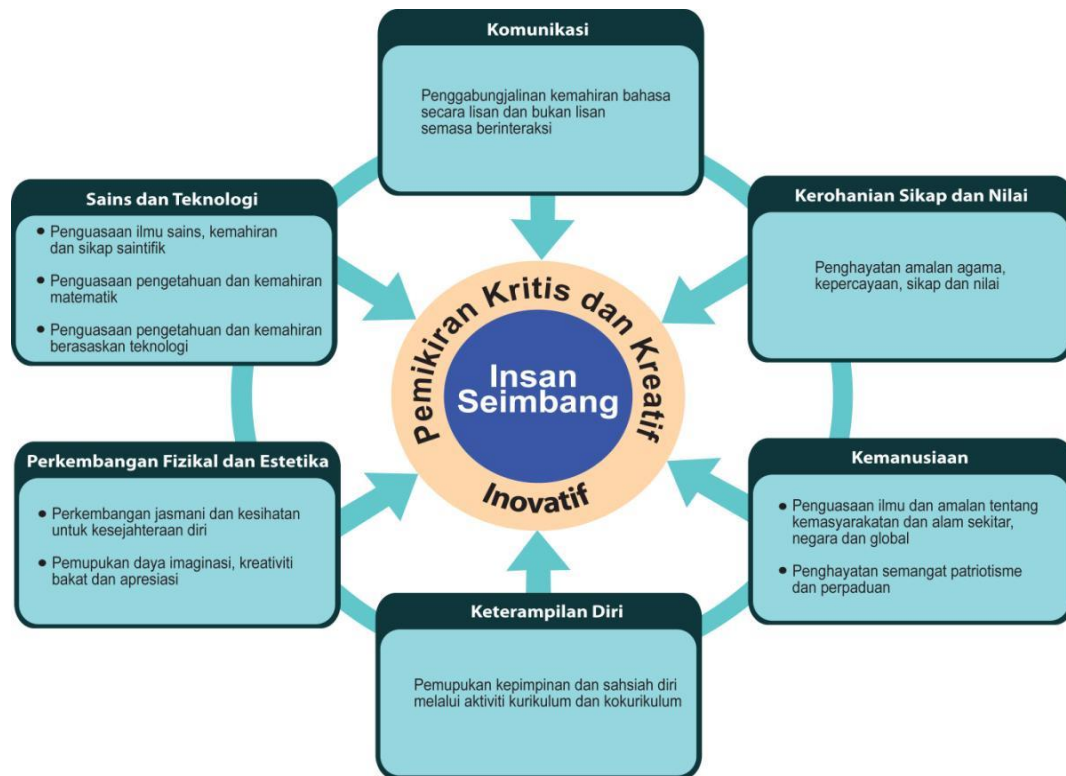 Komunikasi
Penggabungjalinan kemahiran bahasa
secara lisan dan bukan lisan
semasa berinteraksi
Sains dan Teknologi
● Penguasaan ilmu sains, kemahiran
dan sikap saintifik
● Penguasaan pengetahuan dan kemahiran
matematik
● Penguasaan pengetahuan dan kemahiran
berasaskan teknologi
Kerohanian Sikap dan Nilai
Penghayatan amalan agama,
kepercayaan, sikap dan nilai
Pemikiran Kritis dan Kreatif
Insan
Seimbang
Inovatif
Perkembangan Fizikal dan Estetika
● Perkembangan jasmani dan kesihatan
untuk kesejahteraan diri
● Pemupukan daya imaginasi, kreativiti
bakat dan apresiasi
Kemanusiaan
● Penguasaan ilmu dan amalan tentang
kemasyarakatan dan alam sekitar,
negara dan global
● Penghayatan semangat patriotisme
dan perpaduan
Keterampilan Diri
Pemupukan kepimpinan dan sahsiah diri
melalui aktiviti kurikulum dan kokurikulum